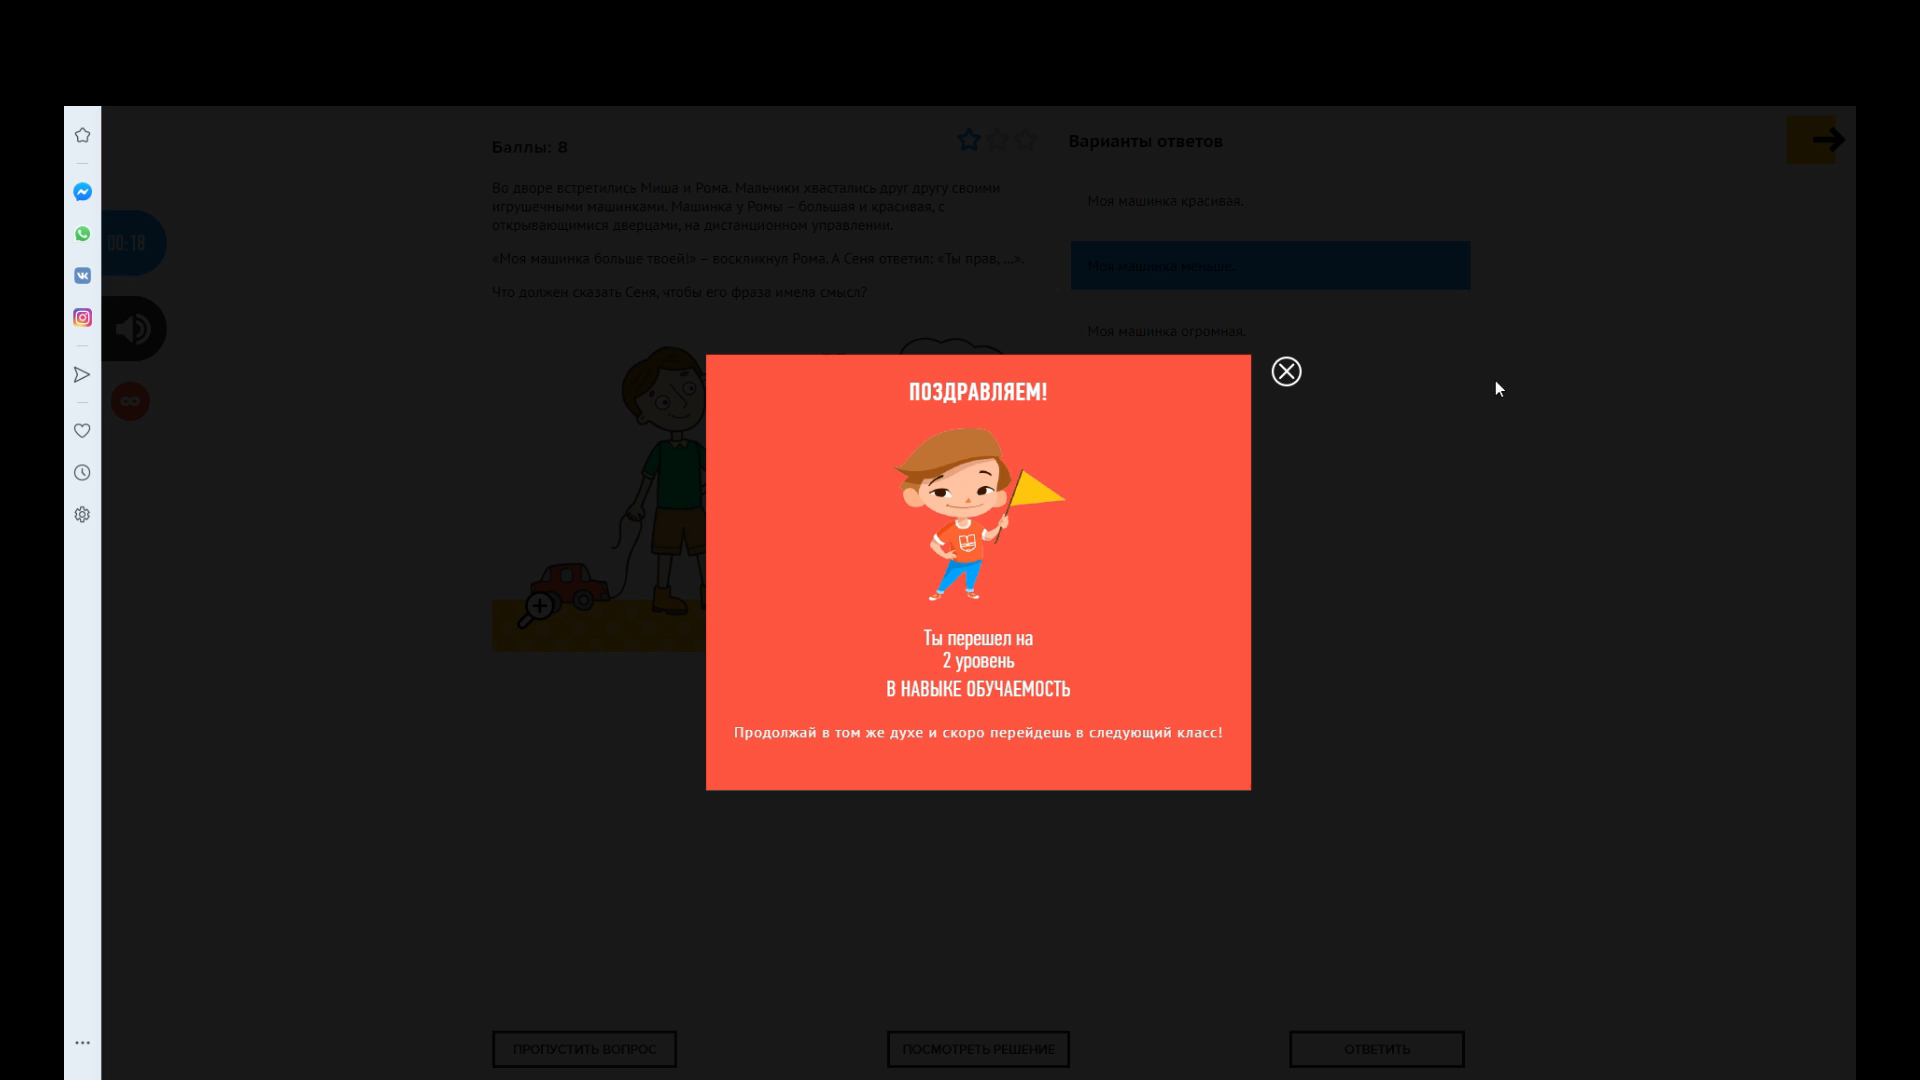 Баллы: 8
Варианты ответов
Во дворе встретились Миша и Рома. Мальчики хвастались друг другу своими
игрушечными машинками. Машинка у Ромы – большая и красивая, с
открывающимися дверцами, на дистанционном управлении.
«Моя машинка больше твоей!» – воскликнул Рома. А Сеня ответил: «Ты прав, ...».
Что должен сказать Сеня, чтобы его фраза имела смысл?
Моя машинка красивая.
Моя машинка меньше.
Моя машинка огромная.
00:18
ПОЗДРАВЛЯЕМ!
Ты перешел на
2 уровень
В НАВЫКЕ ОБУЧАЕМОСТЬ
Продолжай в том же духе и скоро перейдешь в следующий класс!
ПРОПУСТИТЬ ВОПРОС
ПОСМОТРЕТЬ РЕШЕНИЕ
ОТВЕТИТЬ